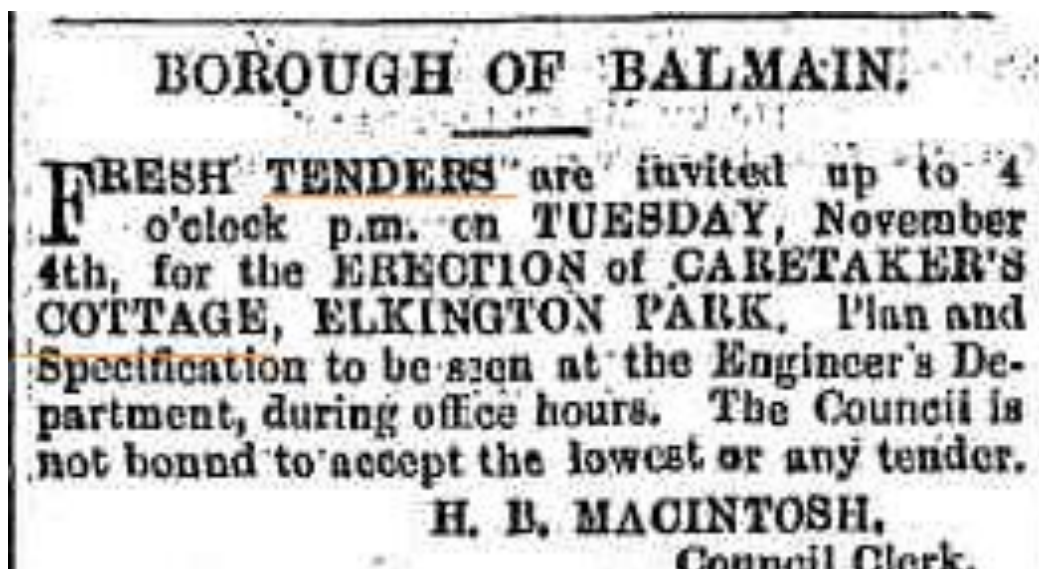 BOROUGH OF BALMAIN.
FRESH TENDERS are invited up to 4
o'clock p.m. on TUESDAY, November
4th, for the ERECTION of CARETAKER'S
COTTAGE, ELKINGTON PARK. Plan and
Specification to be seen at the Engineer's De-
partment, during office hours. The Council is
not bound to accept the lowest or any tender.
H. B. MACINTOSH,
Council Clerk.